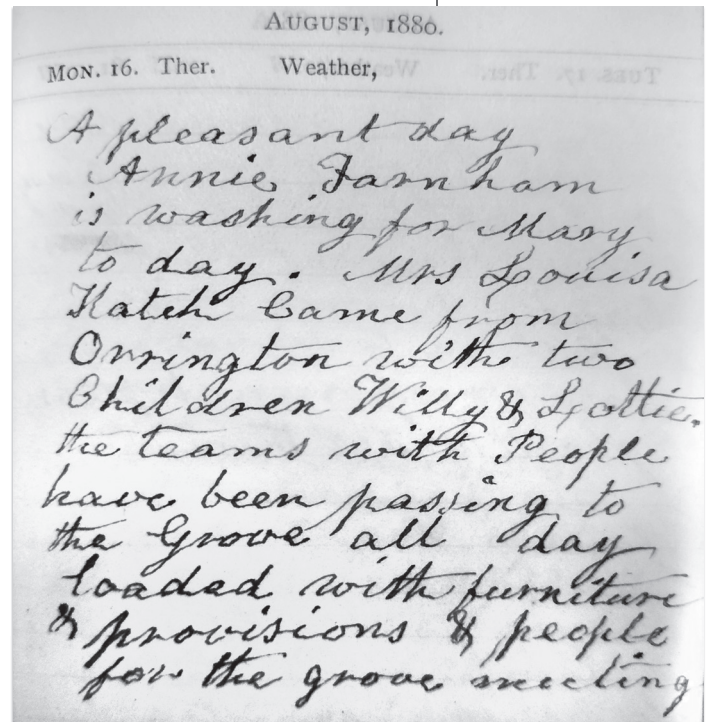 AUGUST, 1880.
MON. 16. Ther. Weather,
A pleasant day
Annie Farnham
is washing for Mary
to day. Mrs Louisa
Hatch Came from
Orrington with two
Children Willy & Lottie.
the teams with People
have been passing to
the Grove all day
loaded with furniture
& provisions & people
for the grove meeting